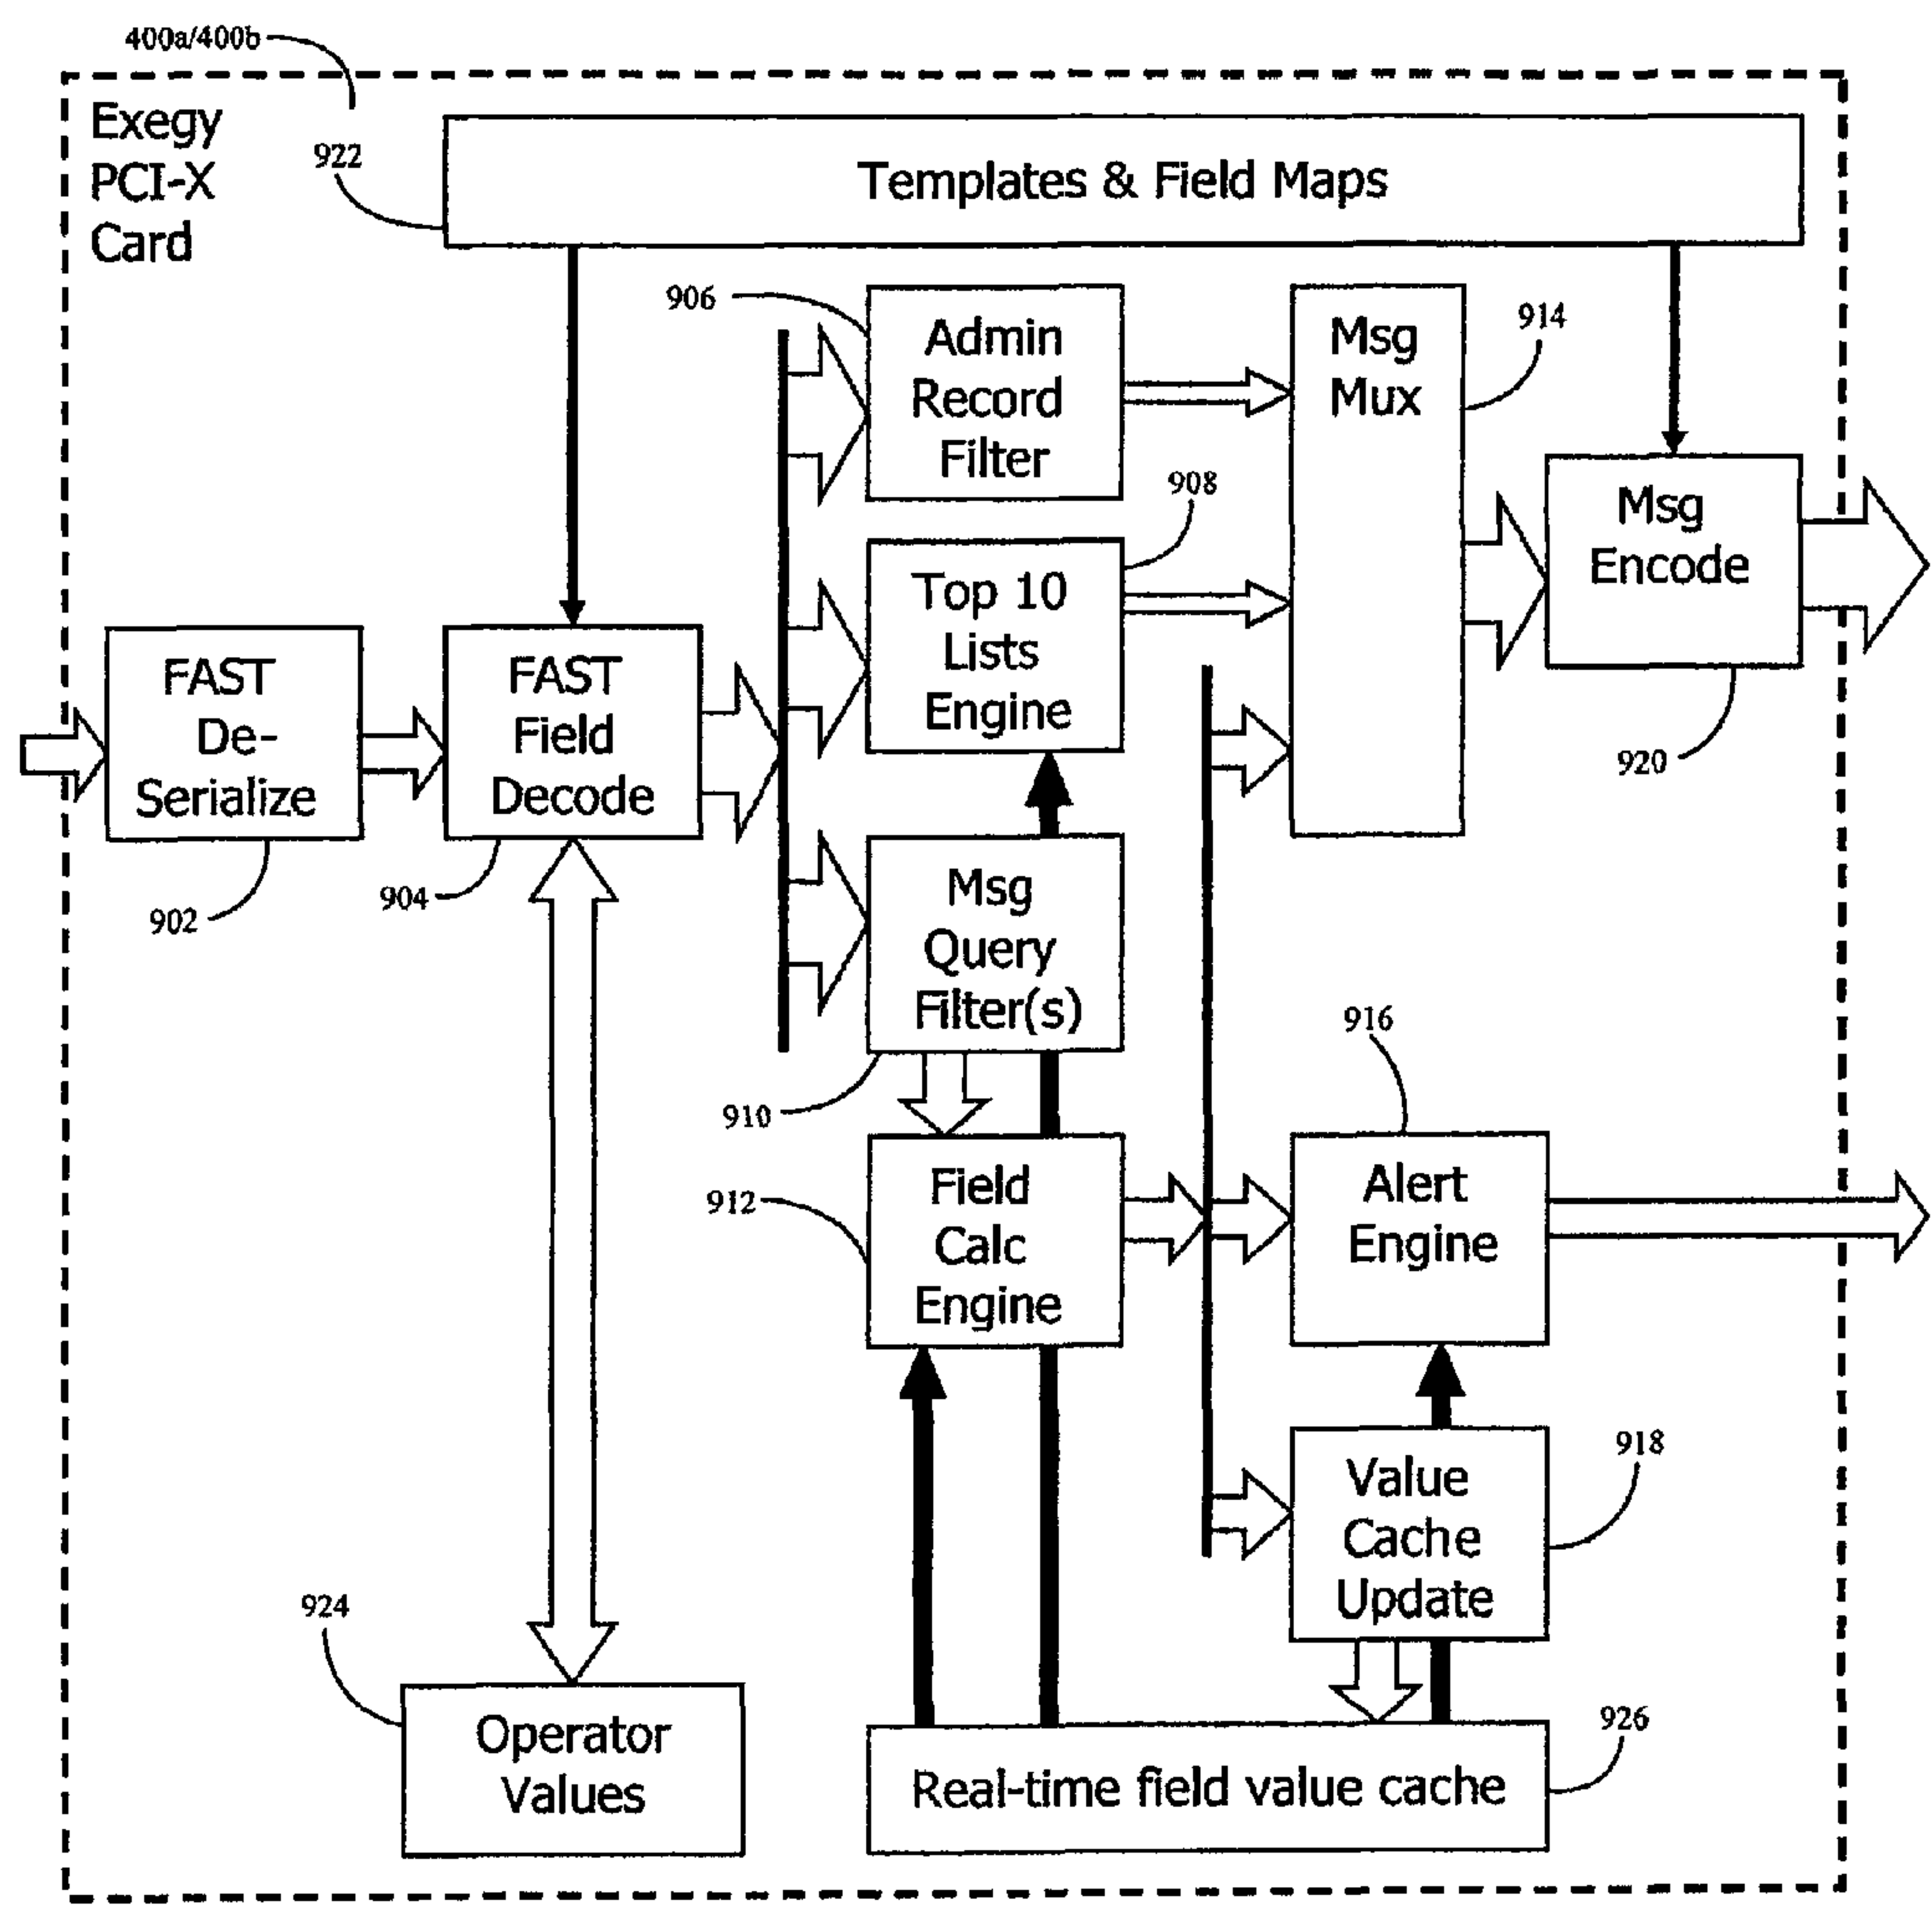 400a/400b
Exegy
PCI-X
Card
922
Templates & Field Maps
906
Admin
Record
Filter
Msg
Mux
914
908
Top 10
Lists
Engine
Msg
Encode
920
FAST
De-
Serialize
902
FAST
Field
Decode
904
Msg
Query
Filter(s)
910
912
Field
Calc
Engine
916
Alert
Engine
918
Value
Cache
Update
924
Operator
Values
926
Real-time field value cache